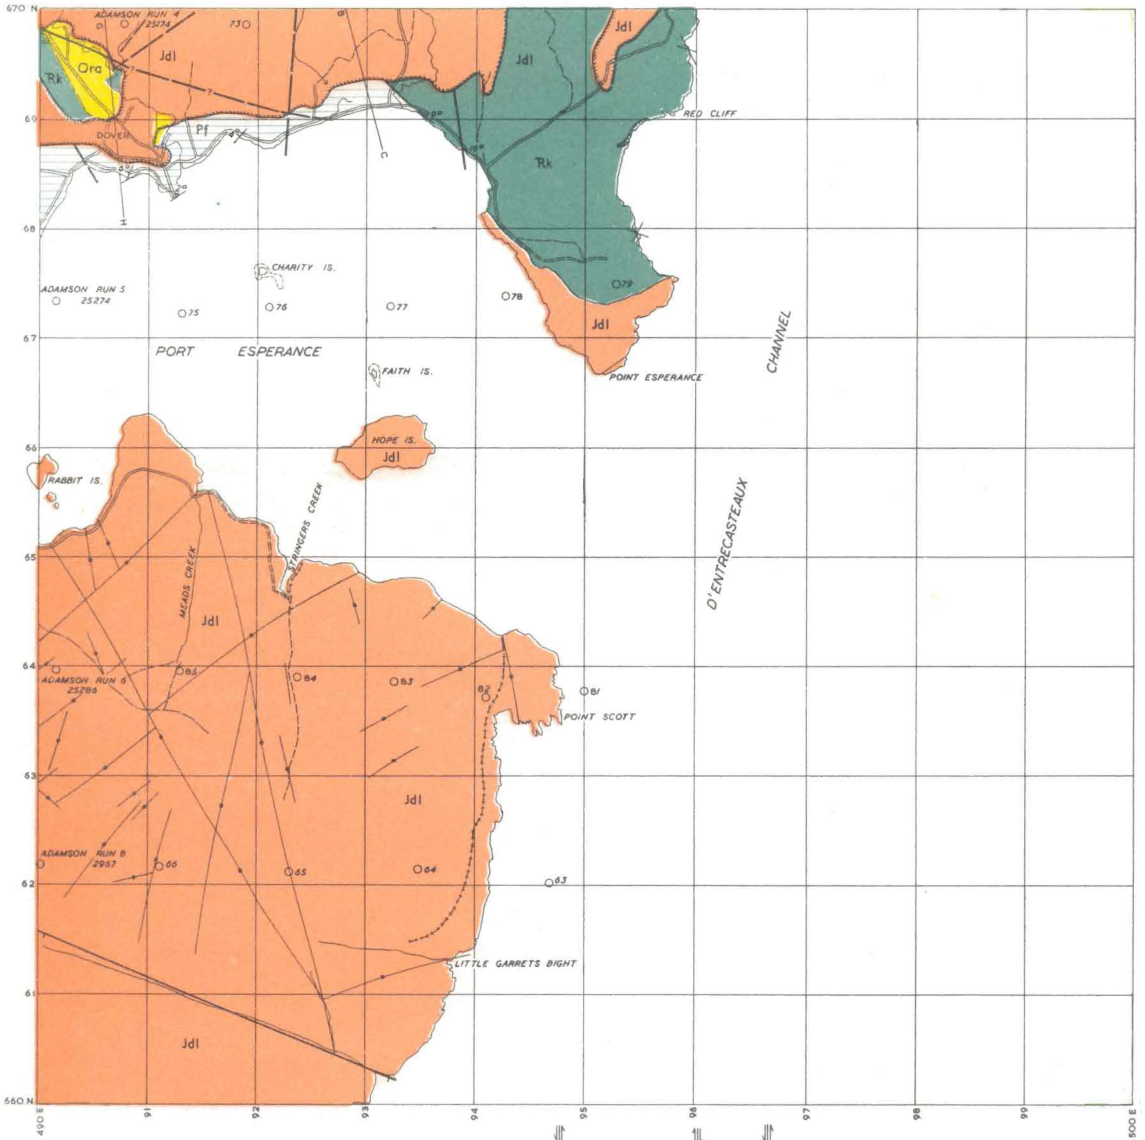 670 N
ADAMSON RUN 4
25174
73
Jdl
Jdl
Jdl
Rk
Ora
69
DOVER
Pf
RED CLIFF
Rk
G
B
C
H
68
CHARITY IS.
ADAMSON RUN 5
25274
75
76
77
78
79
67
Jdl
PORT ESPERANCE
CHANNEL
FAITH IS.
POINT ESPERANCE
66
HOPE IS.
Jdl
RABBIT IS.
STRINGERS CREEK
D'ENTRECASTEAUX
65
MEADS CREEK
Jdl
64
85
84
83
82
81
ADAMSON RUN 6
25286
POINT SCOTT
63
Jdl
ADAMSON RUN 8
2967
66
65
64
63
62
LITTLE GARRETS BIGHT
61
Jdl
660 N
490 E
91
92
93
94
95
96
97
98
99
500 E